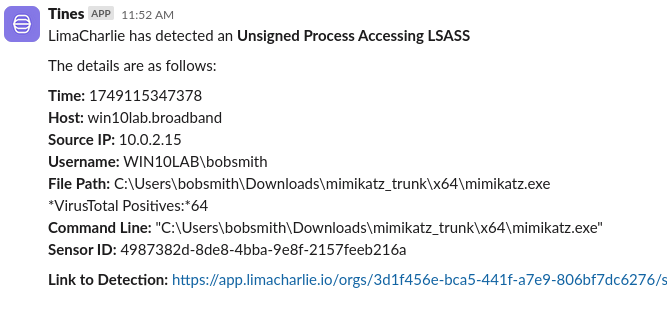 Tines APP 11:52 AM
LimaCharlie has detected an Unsigned Process Accessing LSASS
The details are as follows:
Time: 1749115347378
Host: win10lab.broadband
Source IP: 10.0.2.15
Username: WIN10LAB\bobsmith
File Path: C:\Users\bobsmith\Downloads\mimikatz_trunk\x64\mimikatz.exe
*VirusTotal Positives:*64
Command Line: "C:\Users\bobsmith\Downloads\mimikatz_trunk\x64\mimikatz.exe"
Sensor ID: 4987382d-8de8-4bba-9e8f-2157feeb216a
Link to Detection: https://app.limacharlie.io/orgs/3d1f456e-bca5-441f-a7e9-806bf7dc6276/s